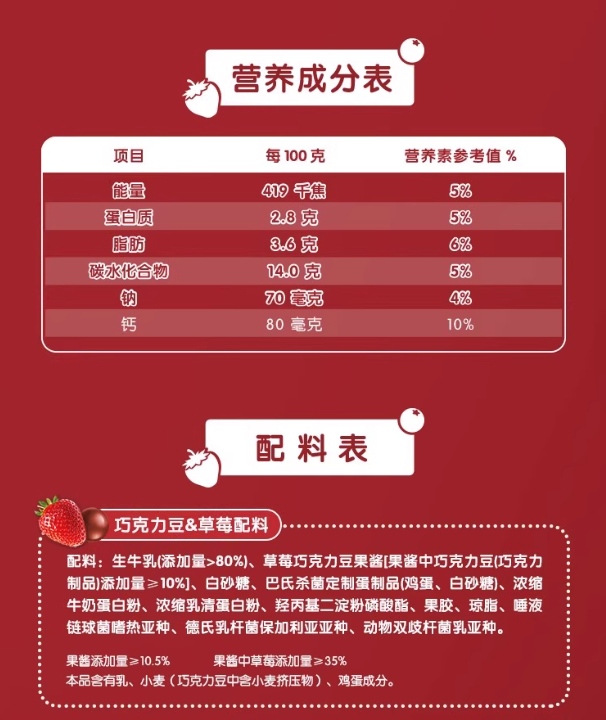 营养成分表
项目 每100克 营养素参考值 %
能量 419 千焦 5%
蛋白质 2.8 克 5%
脂肪 3.6 克 6%
碳水化合物 14.0 克 5%
钠 70 毫克 4%
钙 80 毫克 10%
配料表
巧克力豆&草莓配料
配料：生牛乳(添加量>80%)、草莓巧克力豆果酱[果酱中巧克力豆(巧克力
制品)添加量≥10%]、白砂糖、巴氏杀菌定制蛋制品(鸡蛋、白砂糖)、浓缩
牛奶蛋白粉、浓缩乳清蛋白粉、羟丙基二淀粉磷酸酯、果胶、琼脂、唾液
链球菌嗜热亚种、德氏乳杆菌保加利亚亚种、动物双歧杆菌乳亚种。
果酱添加量≥10.5% 果酱中草莓添加量≥35%
本品含有乳、小麦（巧克力豆中含小麦挤压物）、鸡蛋成分。